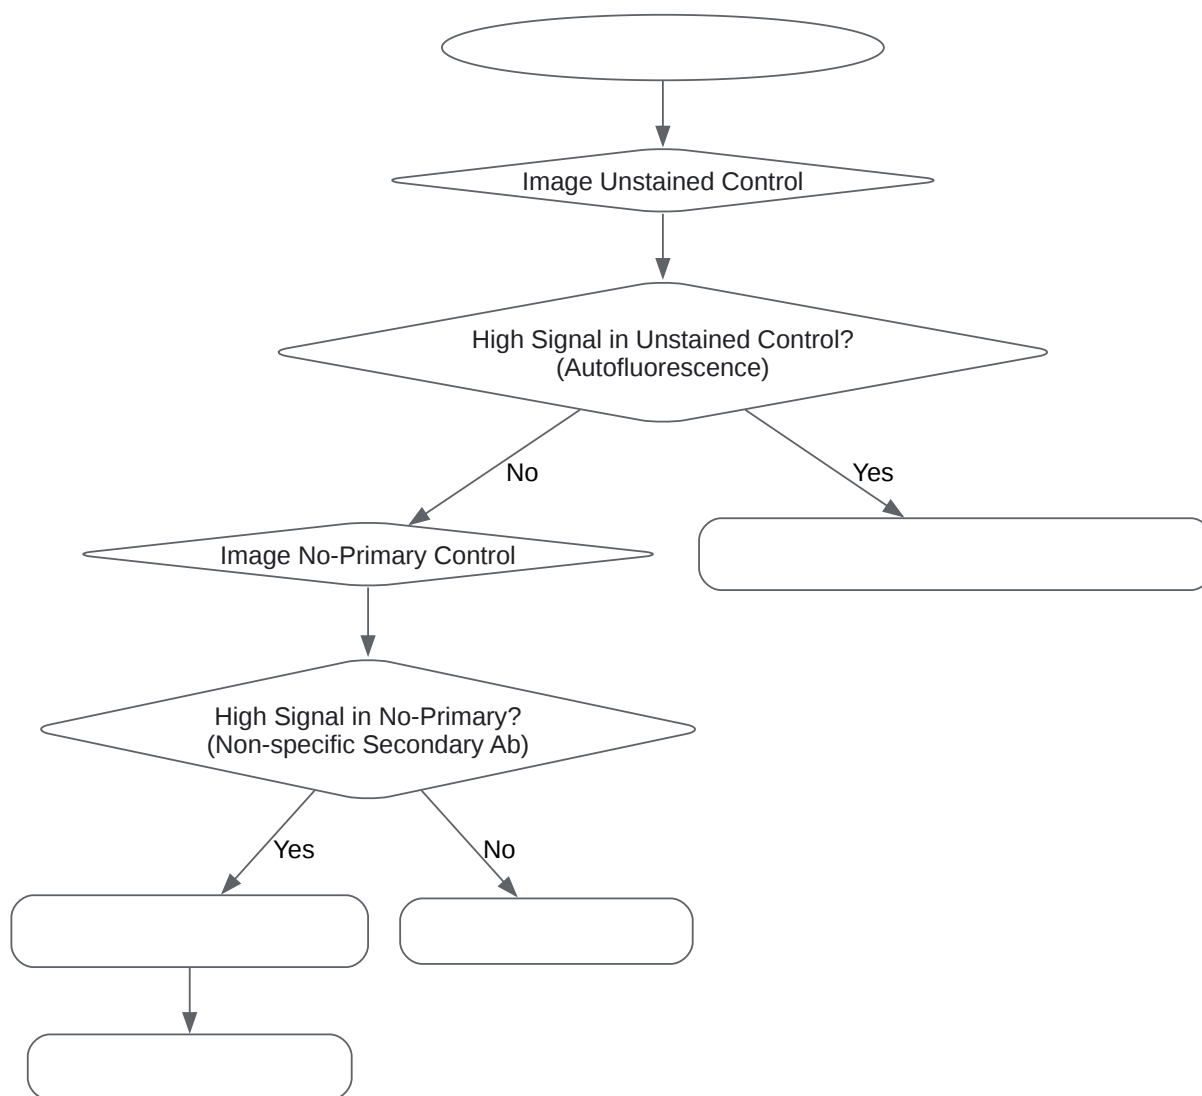 Image Unstained Control
High Signal in Unstained Control?
(Autofluorescence)
No
Yes
Image No-Primary Control
High Signal in No-Primary?
(Non-specific Secondary Ab)
Yes
No